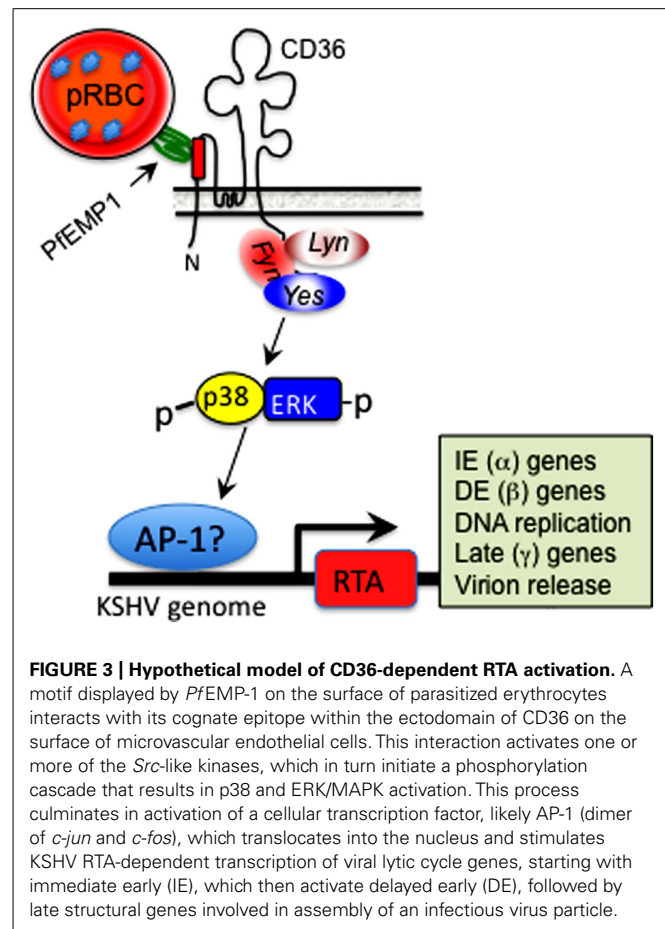 CD36
pRBC
PfEMP1
N
Fyn
Lyn
Yes
p
p38
ERK
-p
AP-1?
KSHV genome
RTA
IE (α) genes
DE (β) genes
DNA replication
Late (γ) genes
Virion release
FIGURE 3 | Hypothetical model of CD36-dependent RTA activation. A
motif displayed by PfEMP-1 on the surface of parasitized erythrocytes
interacts with its cognate epitope within the ectodomain of CD36 on the
surface of microvascular endothelial cells. This interaction activates one or
more of the Src-like kinases, which in turn initiate a phosphorylation
cascade that results in p38 and ERK/MAPK activation. This process
culminates in activation of a cellular transcription factor, likely AP-1 (dimer
of c-jun and c-fos), which translocates into the nucleus and stimulates
KSHV RTA-dependent transcription of viral lytic cycle genes, starting with
immediate early (IE), which then activate delayed early (DE), followed by
late structural genes involved in assembly of an infectious virus particle.